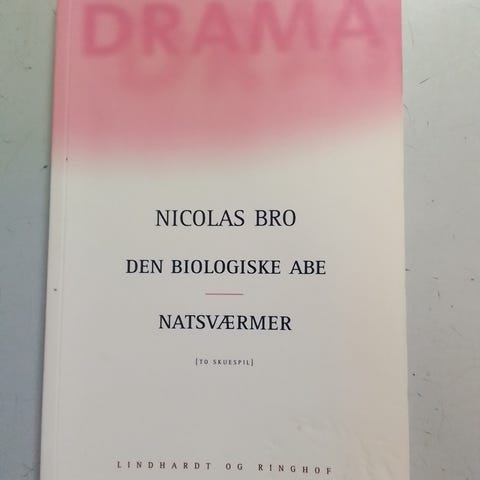 DRAMA
NICOLAS BRO
DEN BIOLOGISKE ABE
NATSVÆRMER
[TO SKUESPIL]
LINDHARDT OG RINGHOF